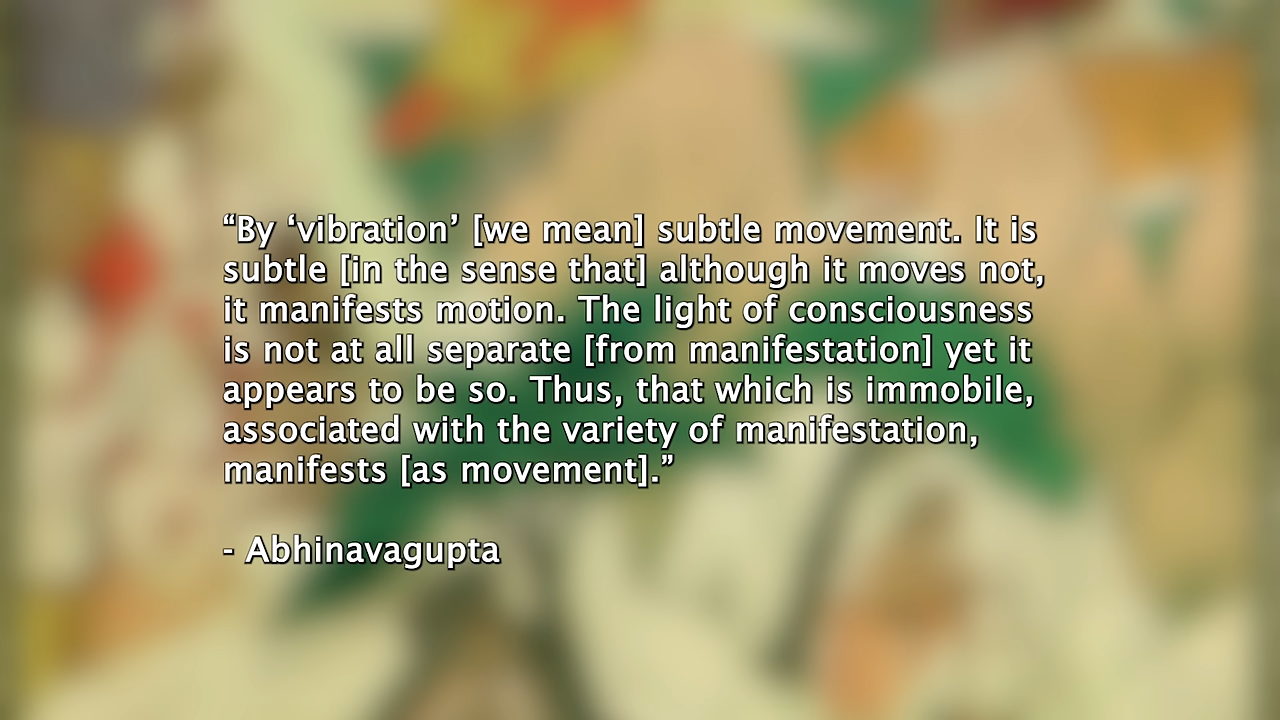 “By ‘vibration’ [we mean] subtle movement. It is
subtle [in the sense that] although it moves not,
it manifests motion. The light of consciousness
is not at all separate [from manifestation] yet it
appears to be so. Thus, that which is immobile,
associated with the variety of manifestation,
manifests [as movement].”
- Abhinavagupta